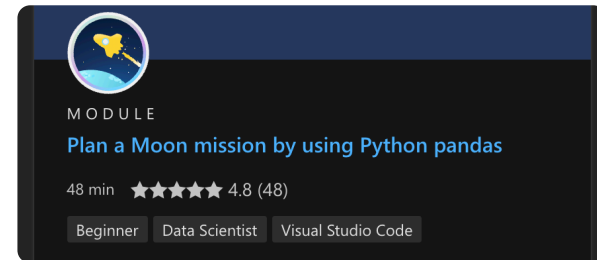 MODULE
Plan a Moon mission by using Python pandas
48 min 4.8 (48)
Beginner Data Scientist Visual Studio Code